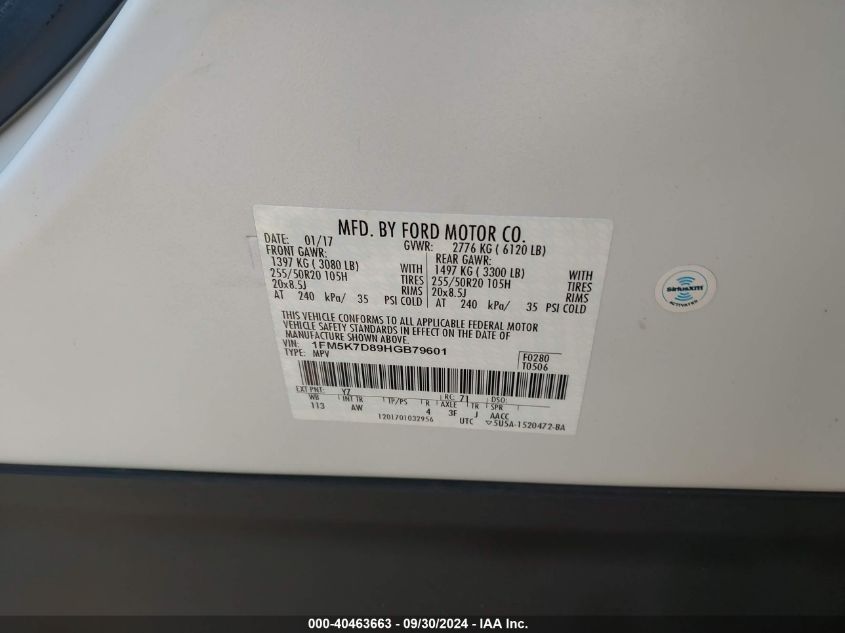 MFD. BY FORD MOTOR CO.
DATE: 01/17 GVWR: 2776 KG ( 6120 LB)
FRONT GAWR: REAR GAWR:
1397 KG ( 3080 LB) WITH 1497 KG ( 3300 LB) WITH
255/50R20 105H TIRES 255/50R20 105H TIRES
20x8.5J RIMS 20x8.5J RIMS
AT 240 kPa/ 35 PSI COLD AT 240 kPa/ 35 PSI COLD
THIS VEHICLE CONFORMS TO ALL APPLICABLE FEDERAL MOTOR
VEHICLE SAFETY STANDARDS IN EFFECT ON THE DATE OF
MANUFACTURE SHOWN ABOVE.
VIN: 1FM5K7D89HGB79601 F0280
TYPE: MPV T0506
EXT PNT: Y7 RC: 71 DSO:
WB INT TR TP/PS R AXLE TR SPR
113 AW 4 3F J AACC
1201701032956 UTC ▽5U5A-1520472-BA
SiriusXM
ACTIVATED
000-40463663 - 09/30/2024 - IAA Inc.